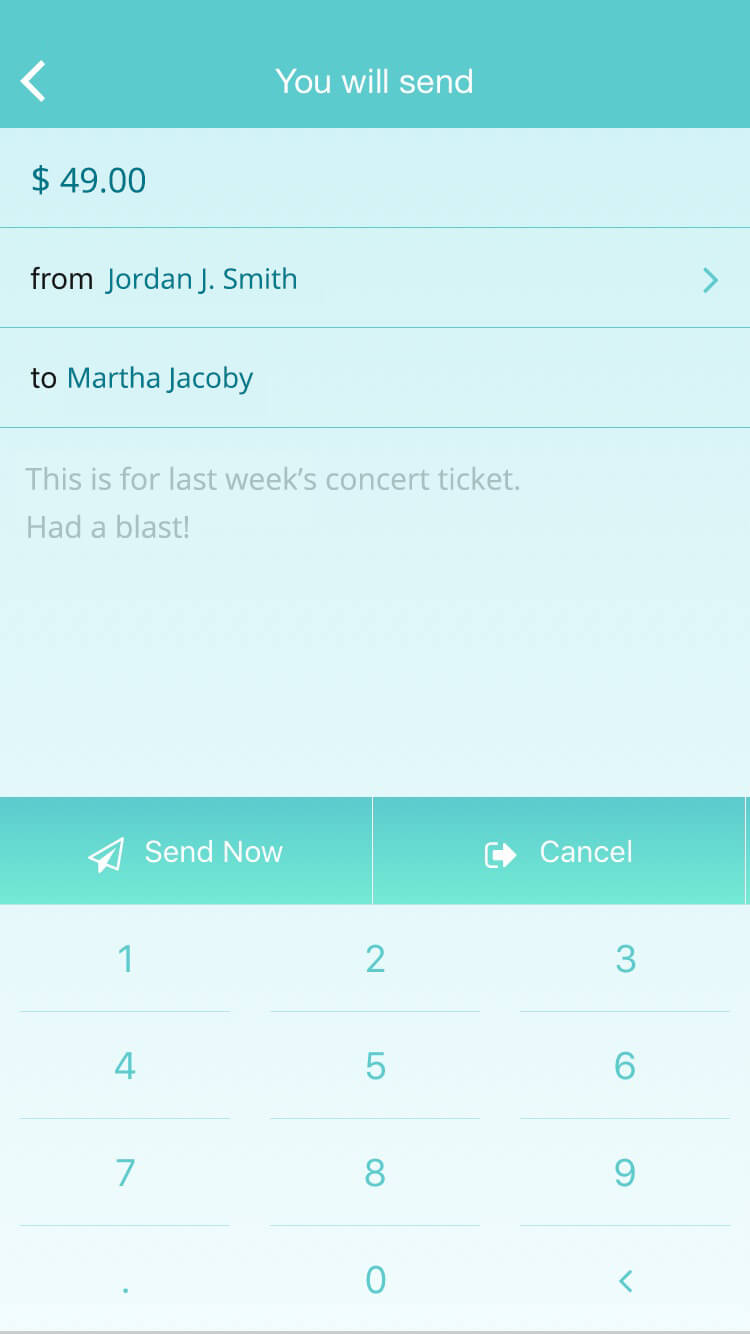 You will send
$ 49.00
from Jordan J. Smith
to Martha Jacoby
This is for last week’s concert ticket.
Had a blast!
Send Now Cancel
1 2 3
4 5 6
7 8 9
. 0